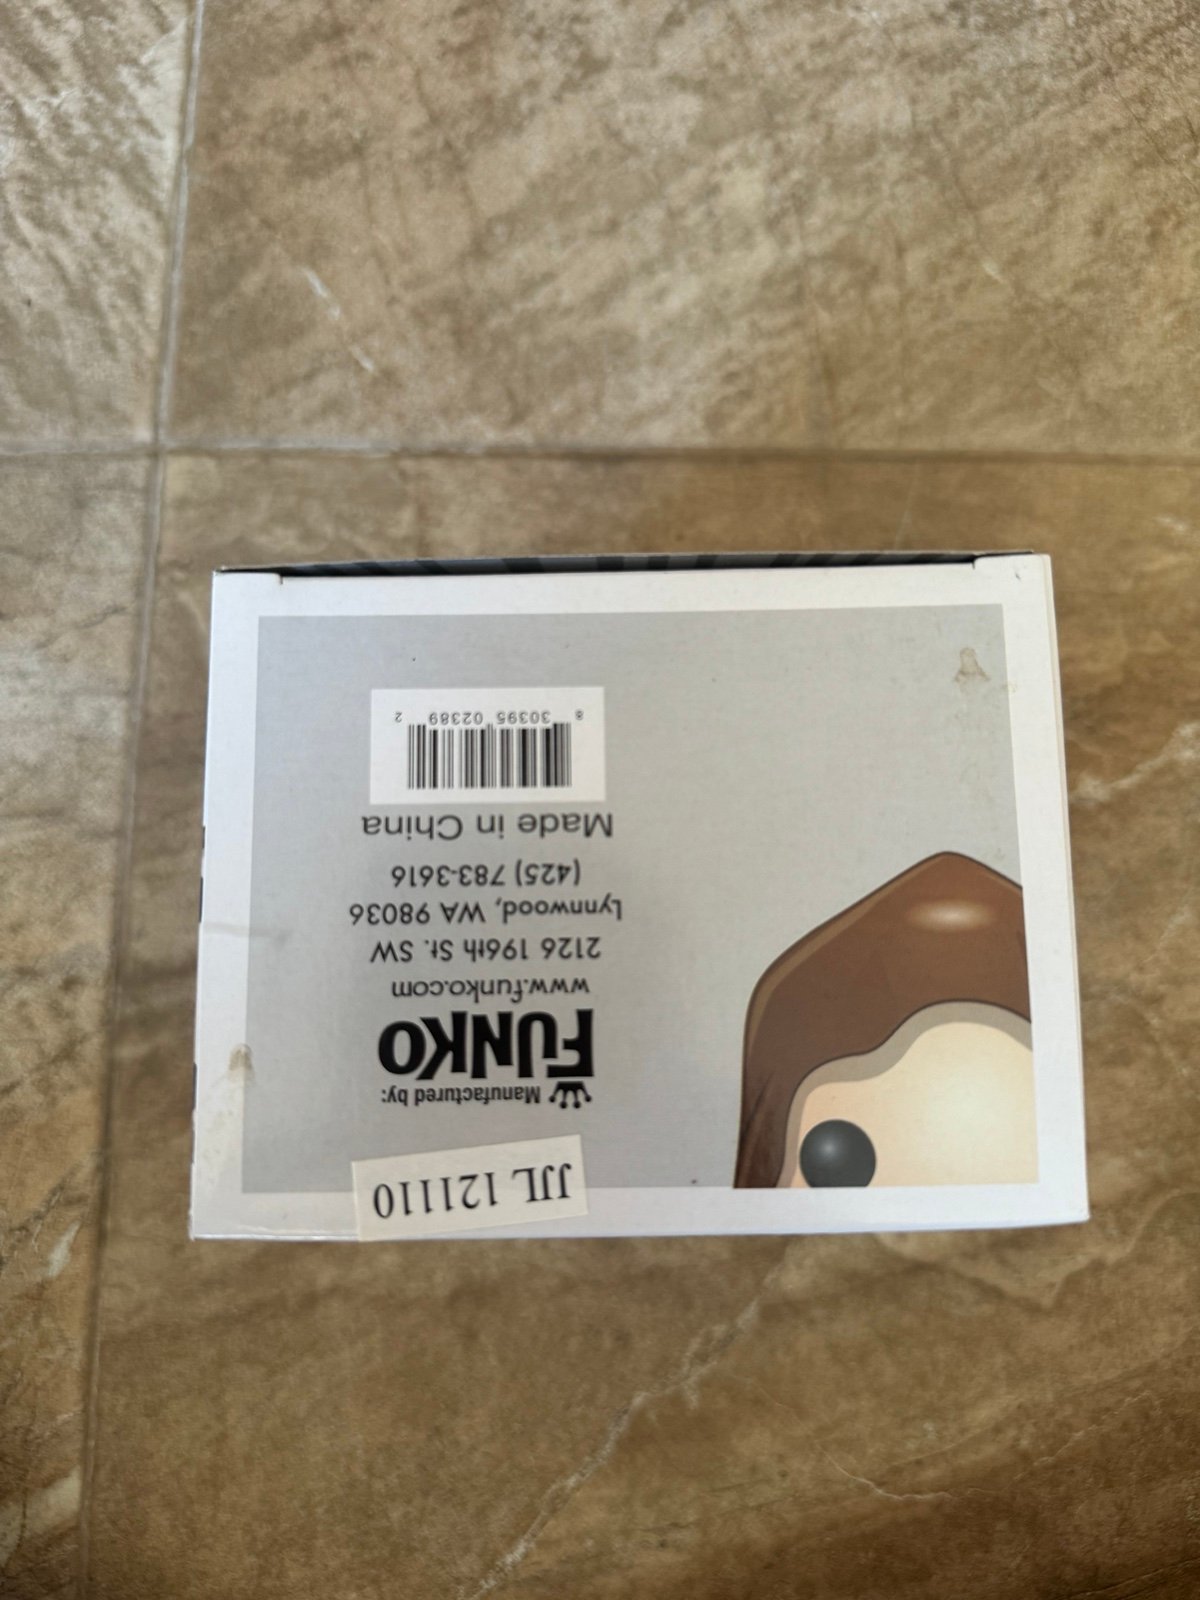 JJL 121110
Manufactured by:
FUNKO
www.funko.com
2126 196th St. SW
Lynnwood, WA 98036
(425) 783-3616
Made in China
8 30395 02389 2